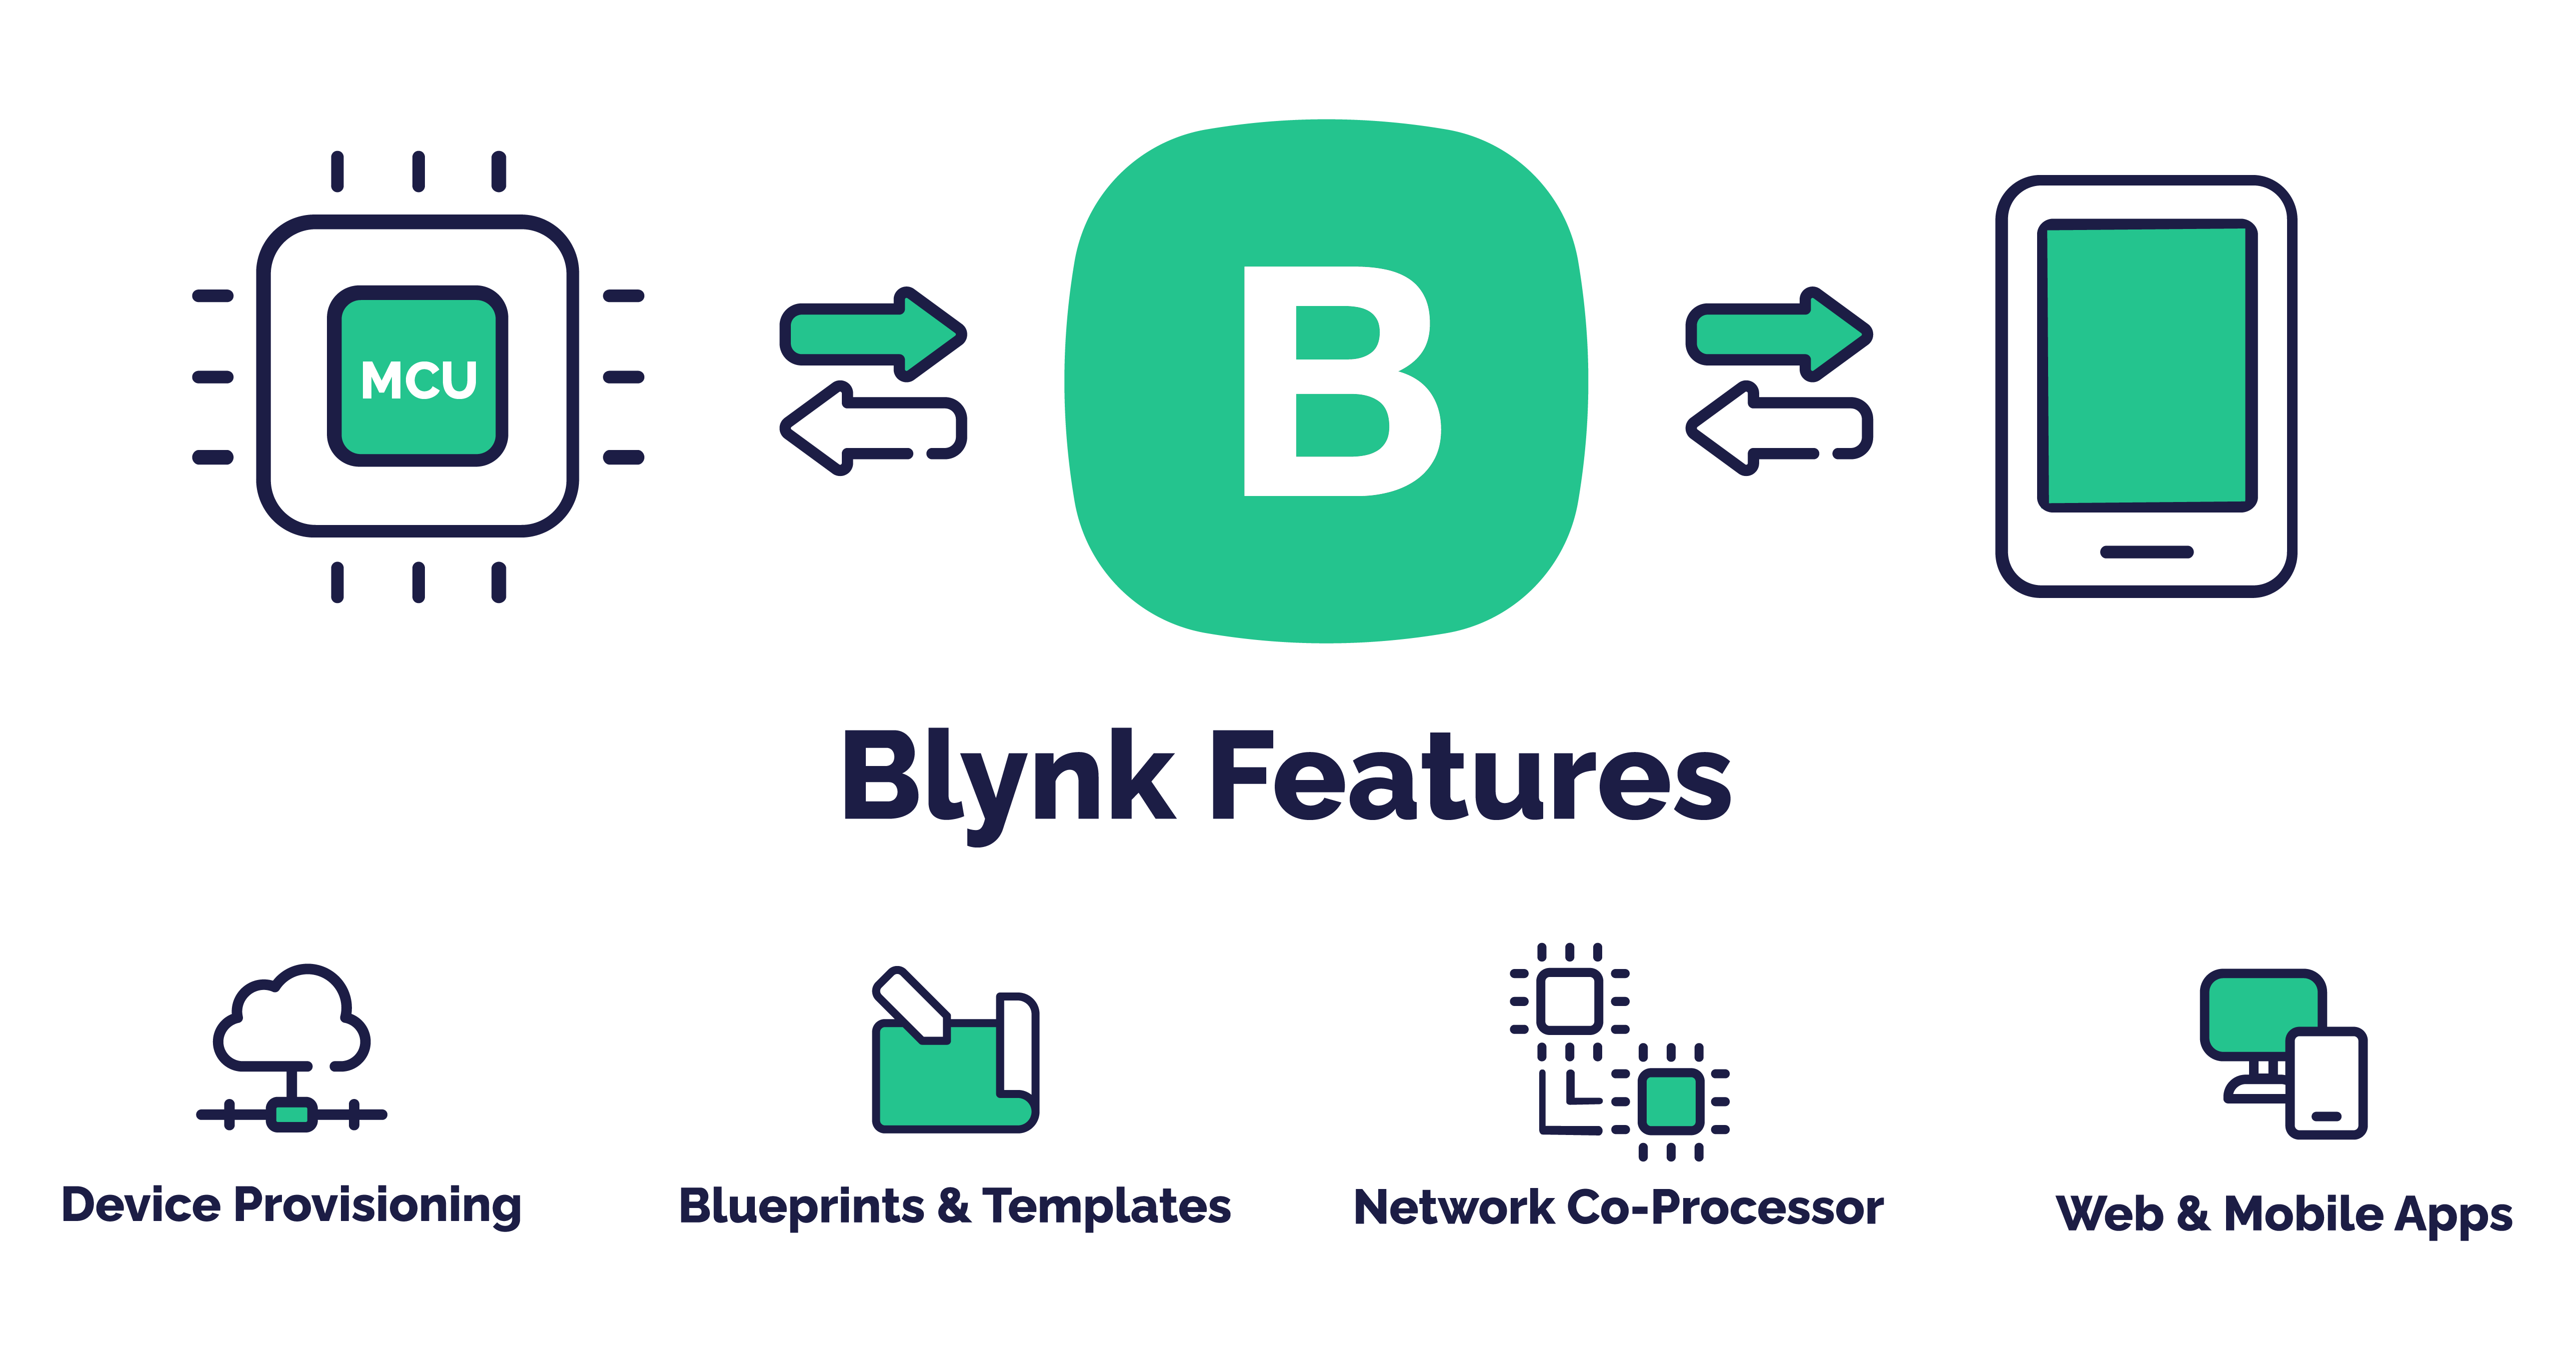 MCU
B
Blynk Features
Device Provisioning
Blueprints & Templates
Network Co-Processor
Web & Mobile Apps